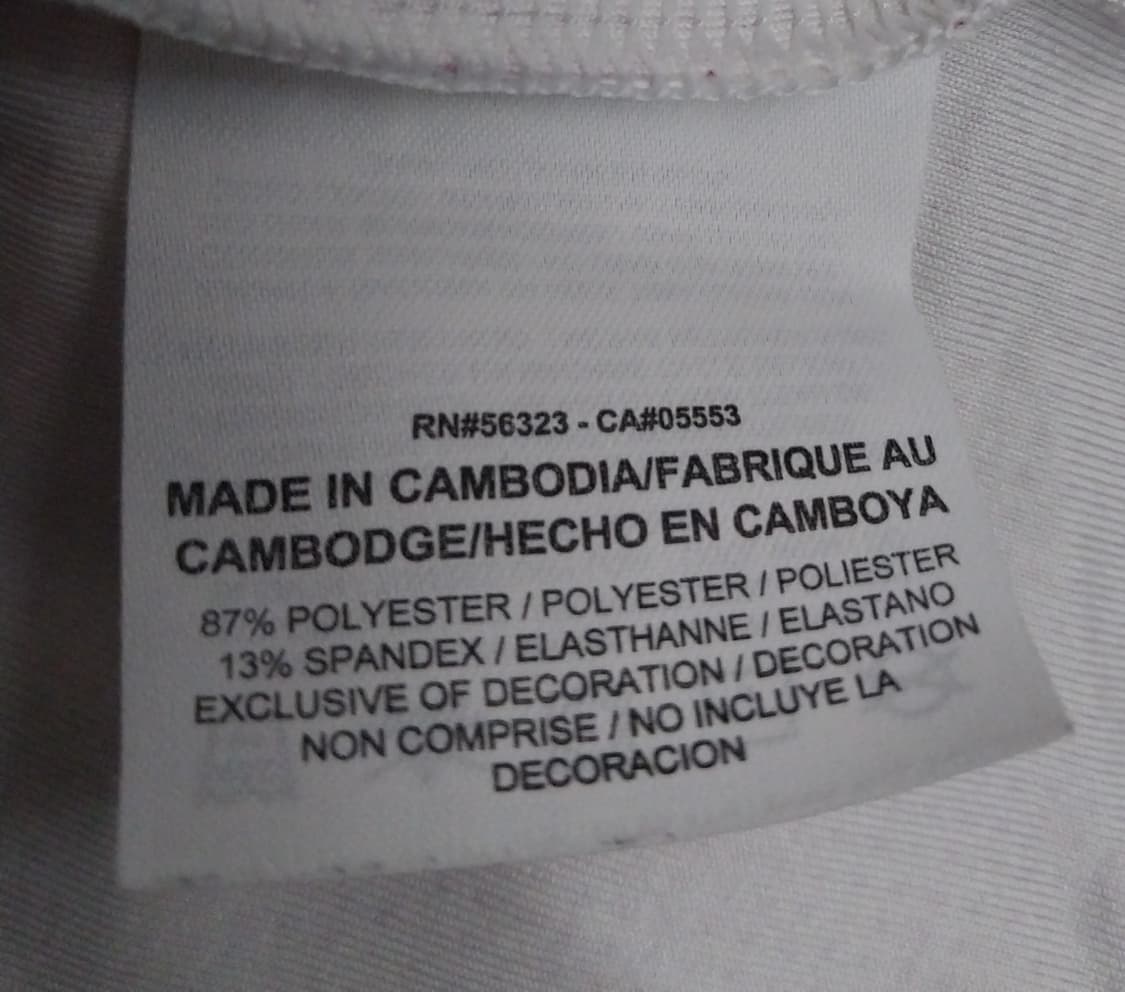 RN#56323 - CA#05553
MADE IN CAMBODIA/FABRIQUE AU
CAMBODGE/HECHO EN CAMBOYA
87% POLYESTER / POLYESTER / POLIESTER
13% SPANDEX / ELASTHANNE / ELASTANO
EXCLUSIVE OF DECORATION / DECORATION
NON COMPRISE / NO INCLUYE LA
DECORACION